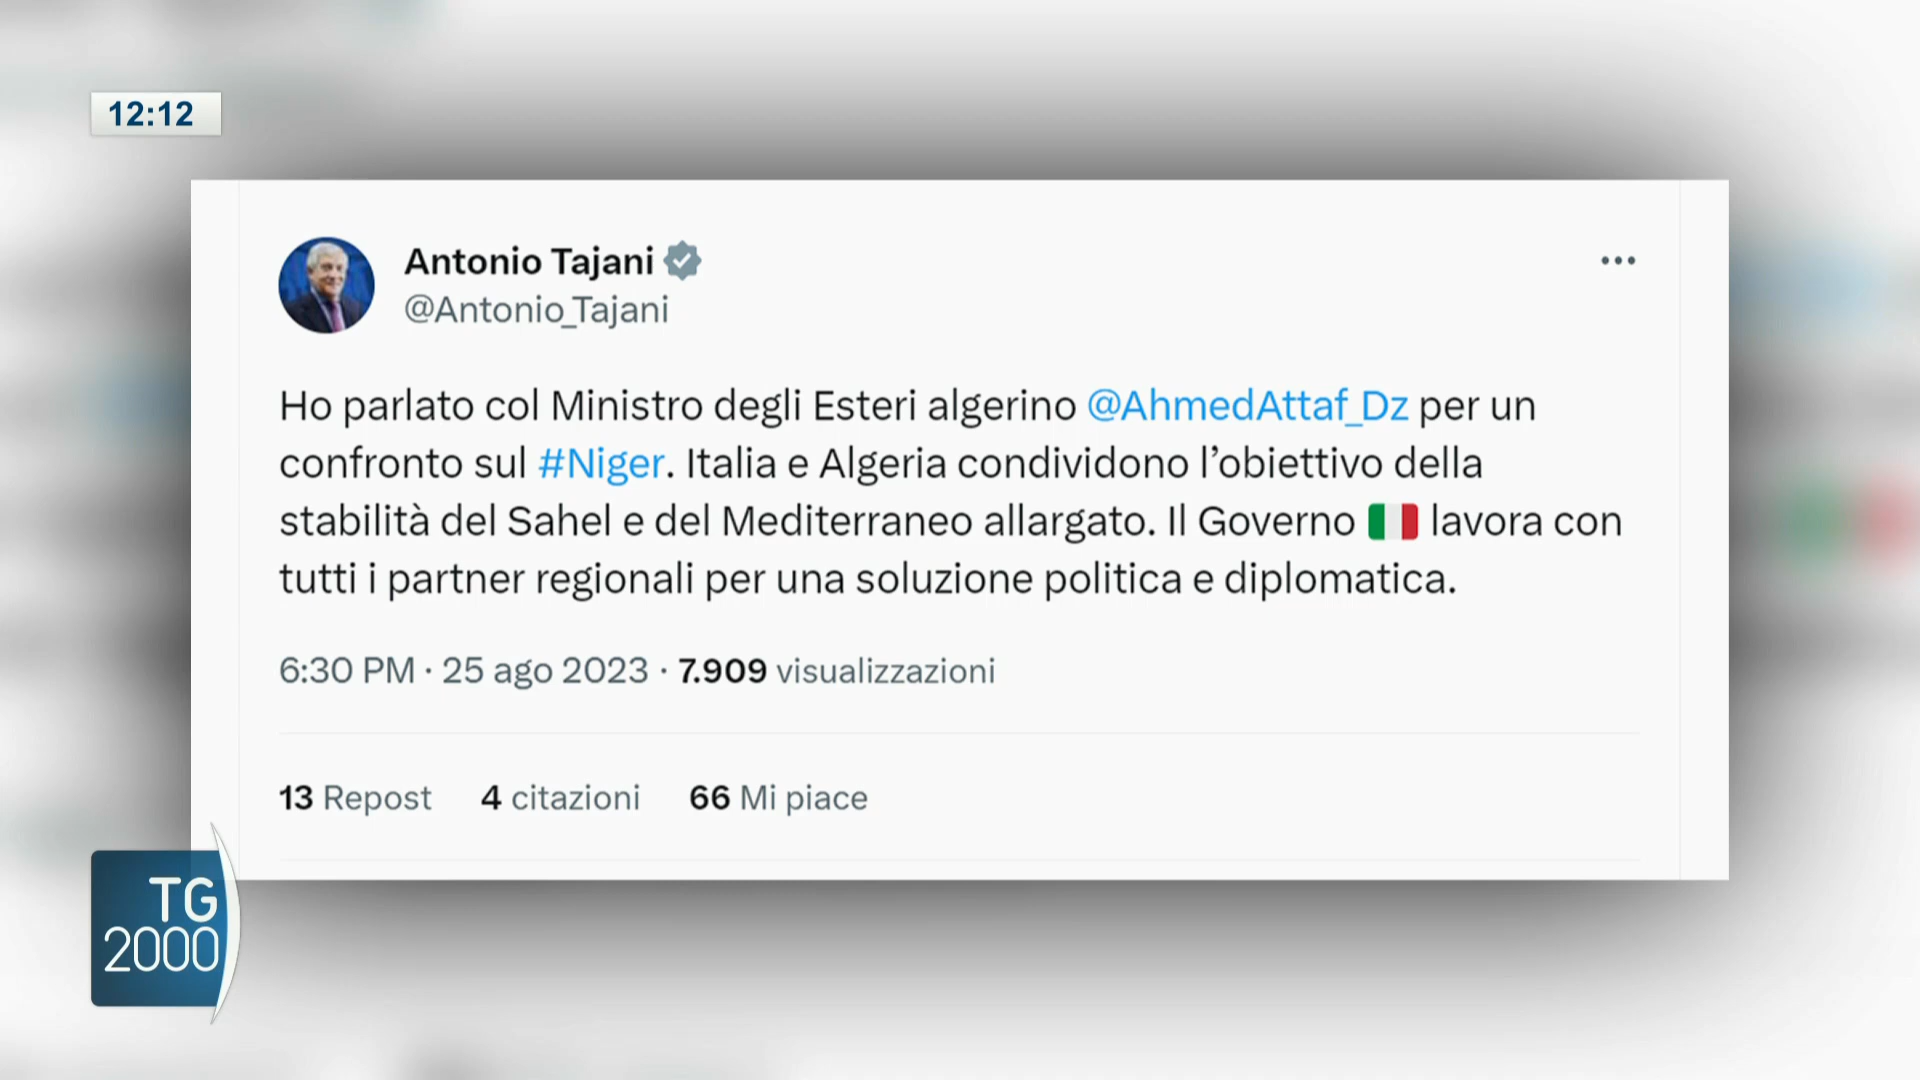 12:12
Antonio Tajani
@Antonio_Tajani
Ho parlato col Ministro degli Esteri algerino @AhmedAttaf_Dz per un
confronto sul #Niger. Italia e Algeria condividono l’obiettivo della
stabilità del Sahel e del Mediterraneo allargato. Il Governo 🇮🇹 lavora con
tutti i partner regionali per una soluzione politica e diplomatica.
6:30 PM · 25 ago 2023 · 7.909 visualizzazioni
13 Repost 4 citazioni 66 Mi piace
TG
2000